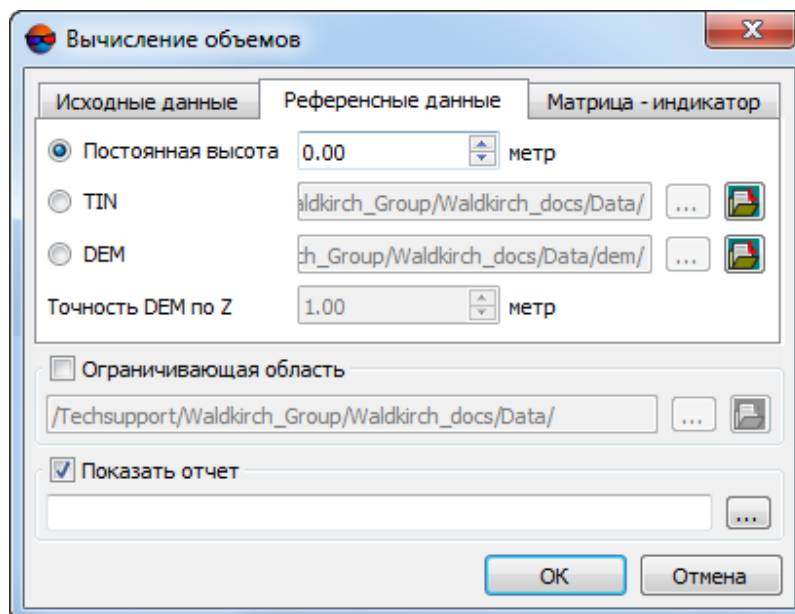 Вычисление объемов
Исходные данные Референсные данные Матрица - индикатор
Постоянная высота 0.00 метр
TIN aldkirch_Group/Waldkirch_docs/Data/ ...
DEM ch_Group/Waldkirch_docs/Data/dem/ ...
Точность DEM по Z 1.00 метр
Ограничивающая область
/Techsupport/Waldkirch_Group/Waldkirch_docs/Data/ ...
Показать отчет
...
OK Отмена